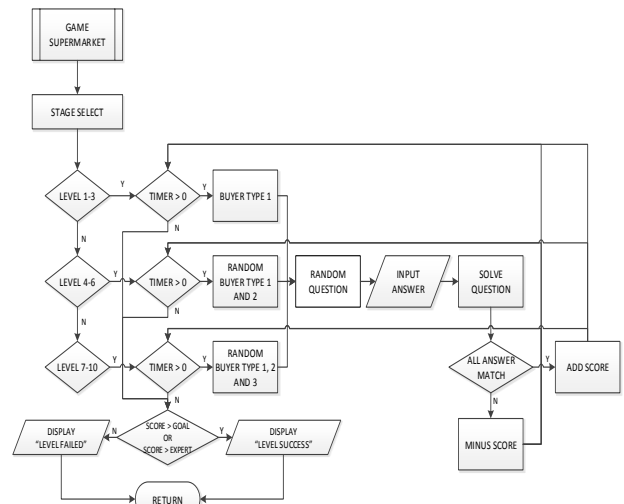 GAME
SUPERMARKET
STAGE SELECT
LEVEL 1-3
Y
TIMER > 0
Y
BUYER TYPE 1
N
N
LEVEL 4-6
Y
TIMER > 0
Y
RANDOM
BUYER TYPE 1
AND 2
RANDOM
QUESTION
INPUT
ANSWER
SOLVE
QUESTION
N
N
LEVEL 7-10
Y
TIMER > 0
Y
RANDOM
BUYER TYPE 1, 2
AND 3
ALL ANSWER
MATCH
Y
ADD SCORE
N
N
MINUS SCORE
DISPLAY
"LEVEL FAILED"
N
SCORE > GOAL
OR
SCORE > EXPERT
Y
DISPLAY
"LEVEL SUCCESS"
RETURN